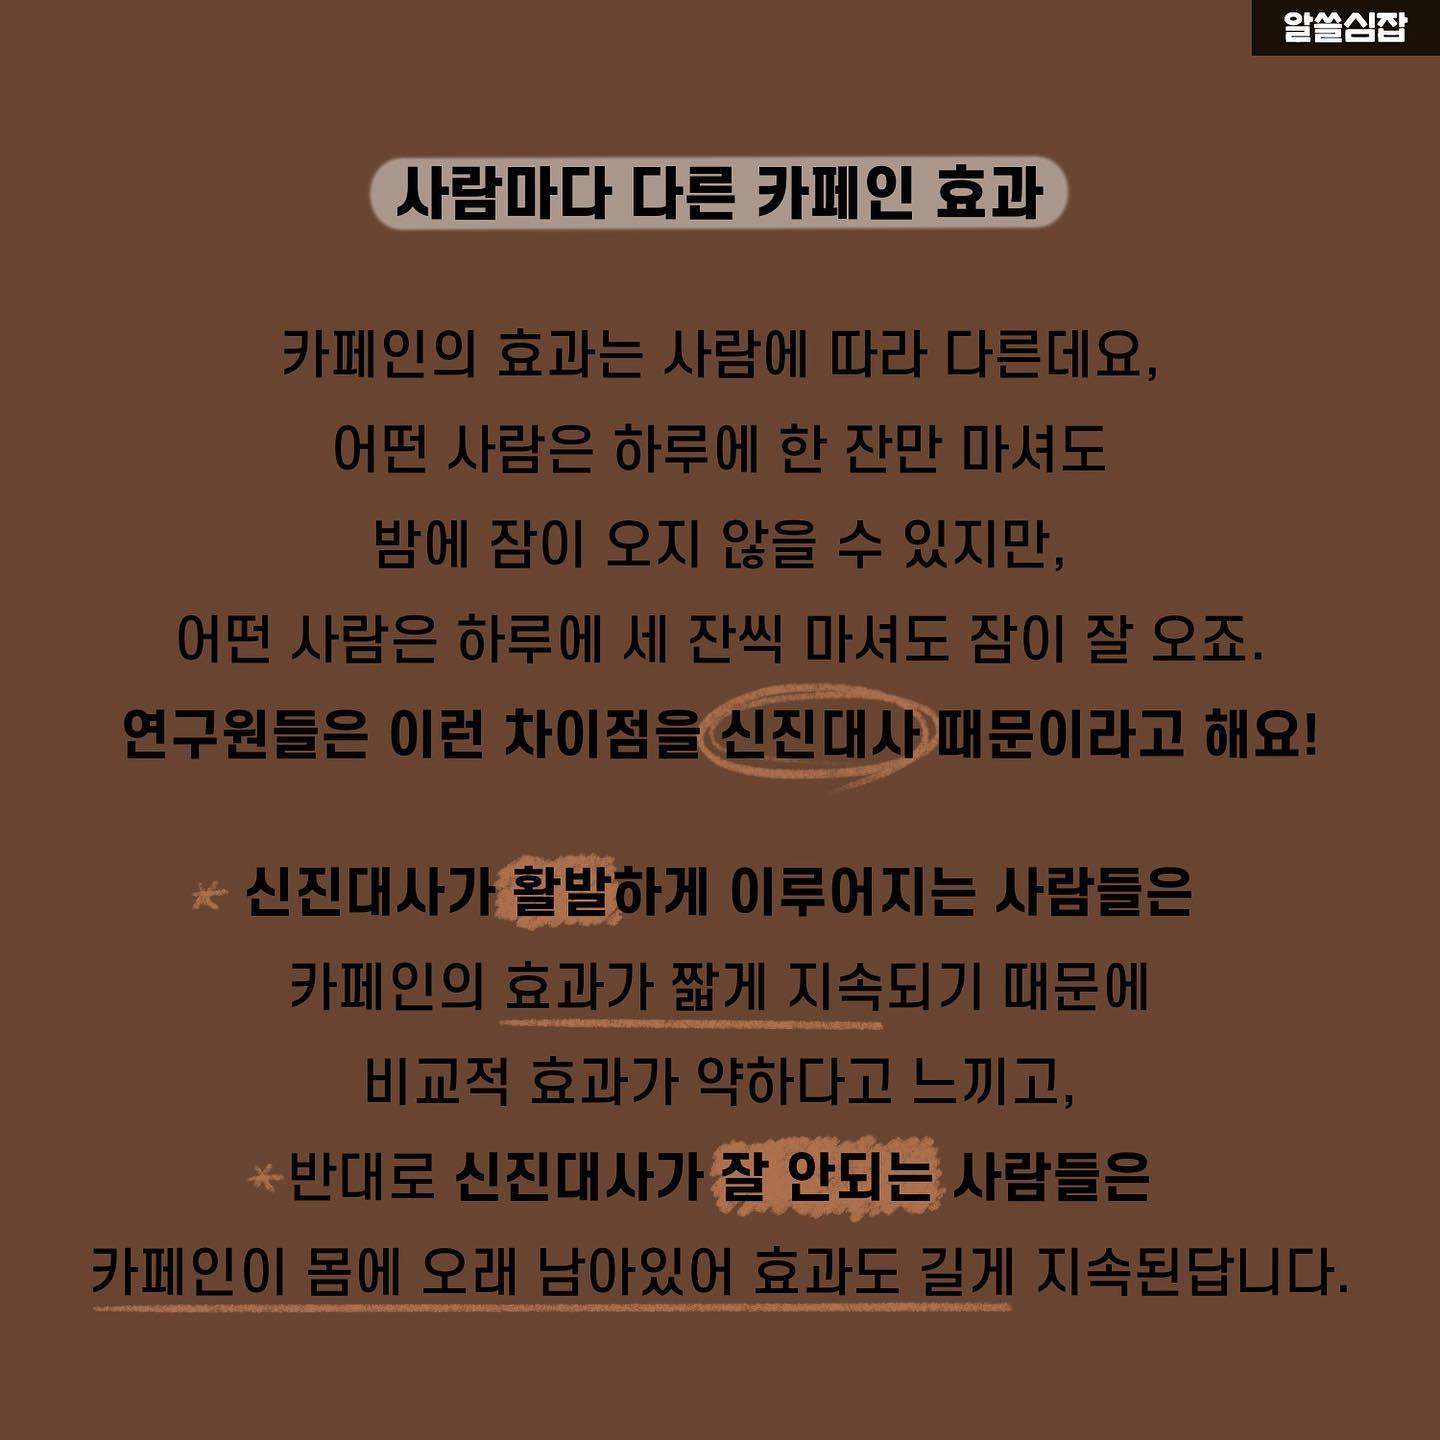 알쓸심잡
사람마다 다른 카페인 효과
카페인의 효과는 사람에 따라 다른데요,
어떤 사람은 하루에 한 잔만 마셔도
밤에 잠이 오지 않을 수 있지만,
어떤 사람은 하루에 세 잔씩 마셔도 잠이 잘 오죠.
연구원들은 이런 차이점을 신진대사 때문이라고 해요!
* 신진대사가 활발하게 이루어지는 사람들은
카페인의 효과가 짧게 지속되기 때문에
비교적 효과가 약하다고 느끼고,
* 반대로 신진대사가 잘 안되는 사람들은
카페인이 몸에 오래 남아있어 효과도 길게 지속된답니다.